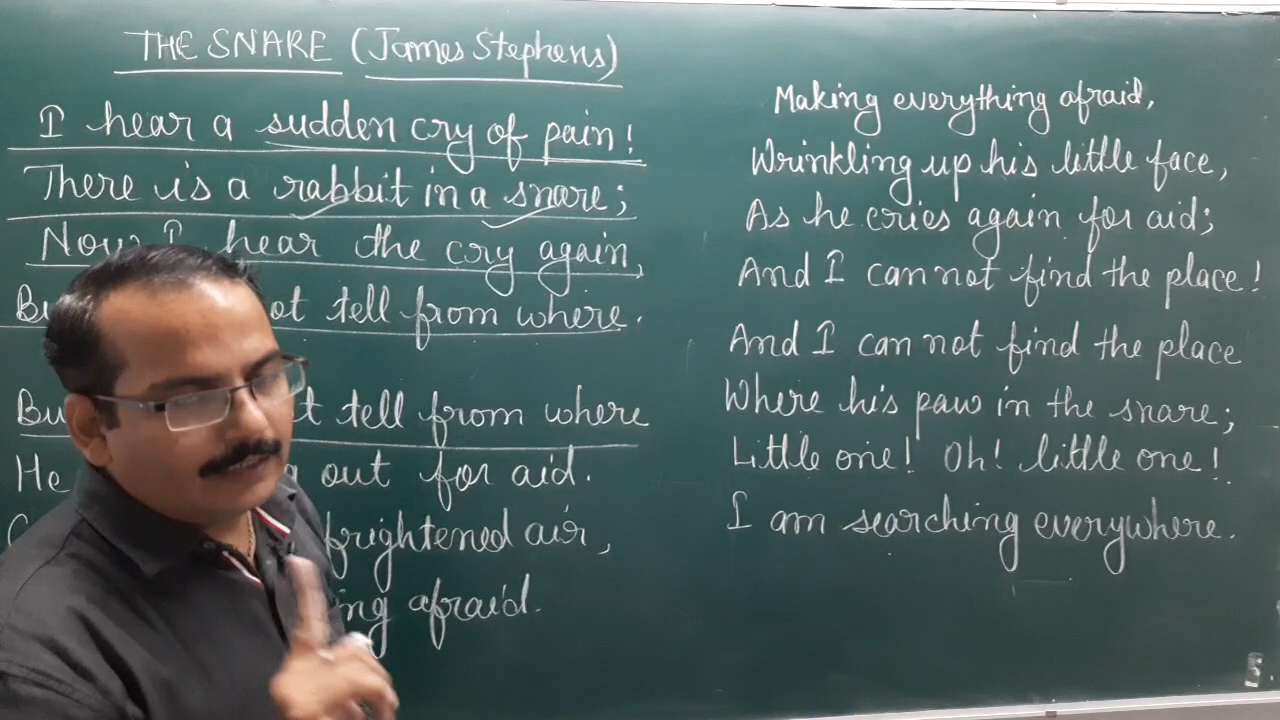 THE SNARE (James Stephens)
I hear a sudden cry of pain!
There is a rabbit in a snare;
Now I hear the cry again,
tell from where.
tell from where
He out for aid.
frightened air,
afraid.
Making everything afraid,
Wrinkling up his little face,
As he cries again for aid;
And I can not find the place!
And I can not find the place
Where his paw in the snare;
Little one! Oh! little one!
I am searching everywhere.